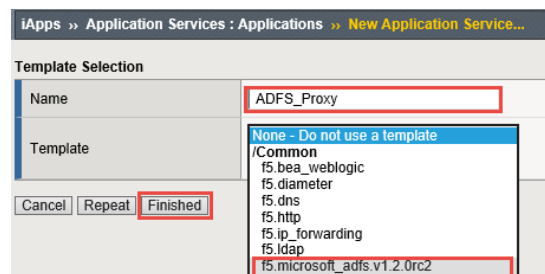 iApps » Application Services : Applications » New Application Service...
Template Selection
Name
ADFS_Proxy
Template
None - Do not use a template
/Common
f5.bea_weblogic
f5.diameter
f5.dns
f5.http
f5.ip_forwarding
f5.ldap
f5.microsoft_adfs.v1.2.0rc2
Cancel Repeat Finished